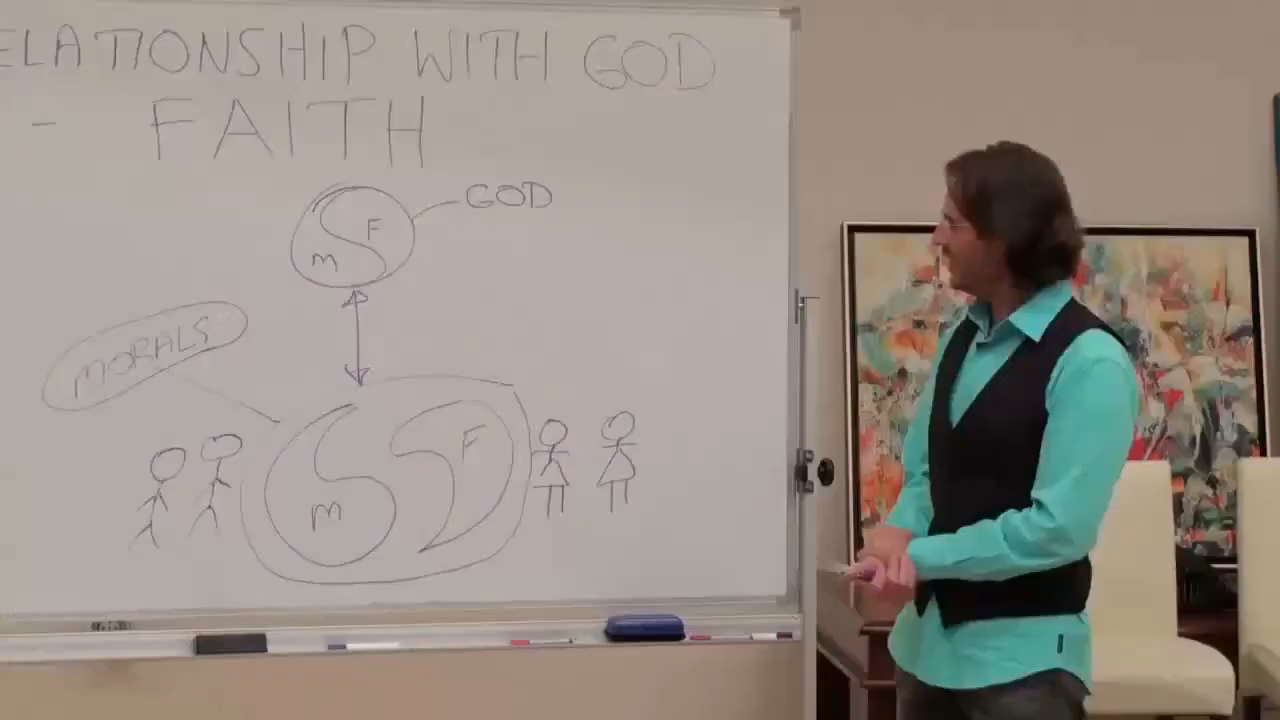 ELATIONSHIP WITH GOD
- FAITH
GOD
F
M
MORALS
F
M